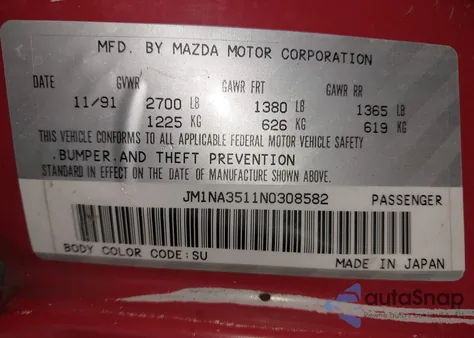 MFD. BY MAZDA MOTOR CORPORATION
DATE GVWR GAWR FRT GAWR RR
11/91 2700 LB 1380 LB 1365 LB
1225 KG 626 KG 619 KG
THIS VEHICLE CONFORMS TO ALL APPLICABLE FEDERAL MOTOR VEHICLE SAFETY
.BUMPER.AND THEFT PREVENTION
STANDARD IN EFFECT ON THE DATE OF MANUFACTURE SHOWN ABOVE.
JM1NA3511N0308582 PASSENGER
BODY COLOR CODE:SU
MADE IN JAPAN
autoSnap